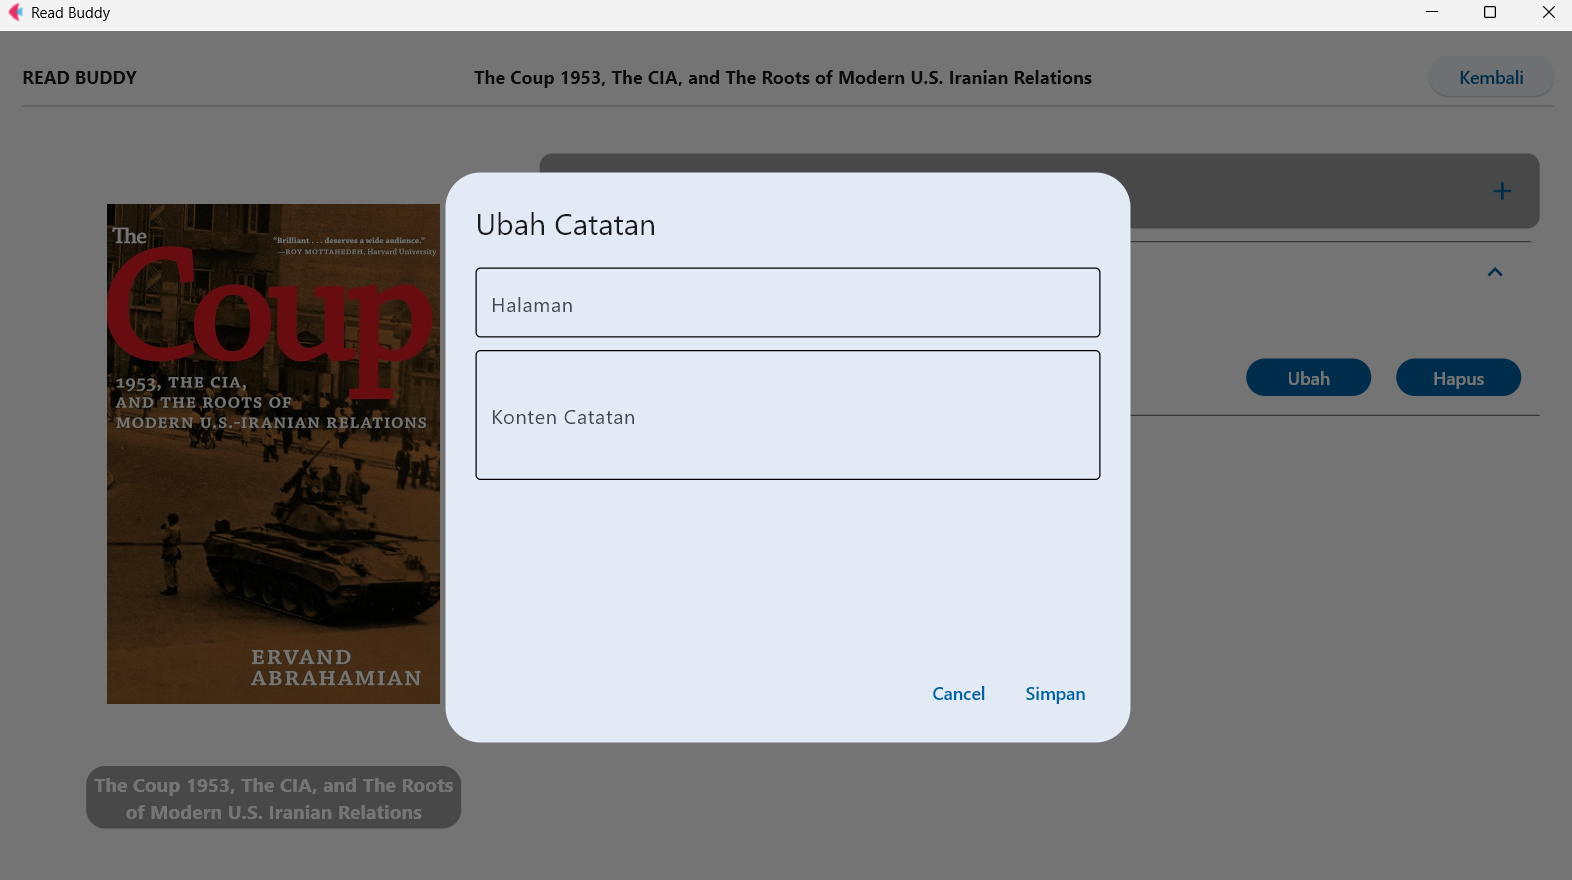 Read Buddy
READ BUDDY
The Coup 1953, The CIA, and The Roots of Modern U.S. Iranian Relations
Kembali
The
Coup
"Brilliant . . . deserves a wide audience."
—ROY MOTTAHEDEH, Harvard University
1953, THE CIA,
AND THE ROOTS OF
MODERN U.S.-IRANIAN RELATIONS
ERVAND
ABRAHAMIAN
The Coup 1953, The CIA, and The Roots
of Modern U.S. Iranian Relations
Ubah Catatan
Halaman
Konten Catatan
Cancel
Simpan
+
Ubah
Hapus